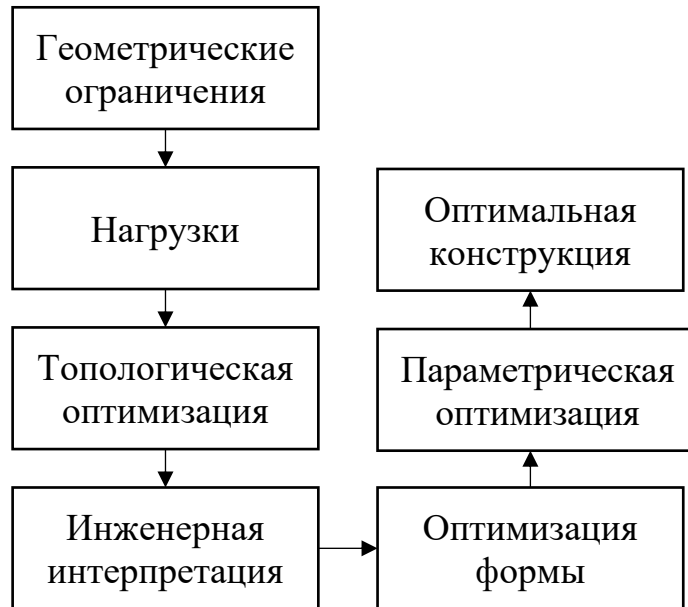 Геометрические
ограничения
Нагрузки
Топологическая
оптимизация
Инженерная
интерпретация
Оптимизация
формы
Параметрическая
оптимизация
Оптимальная
конструкция